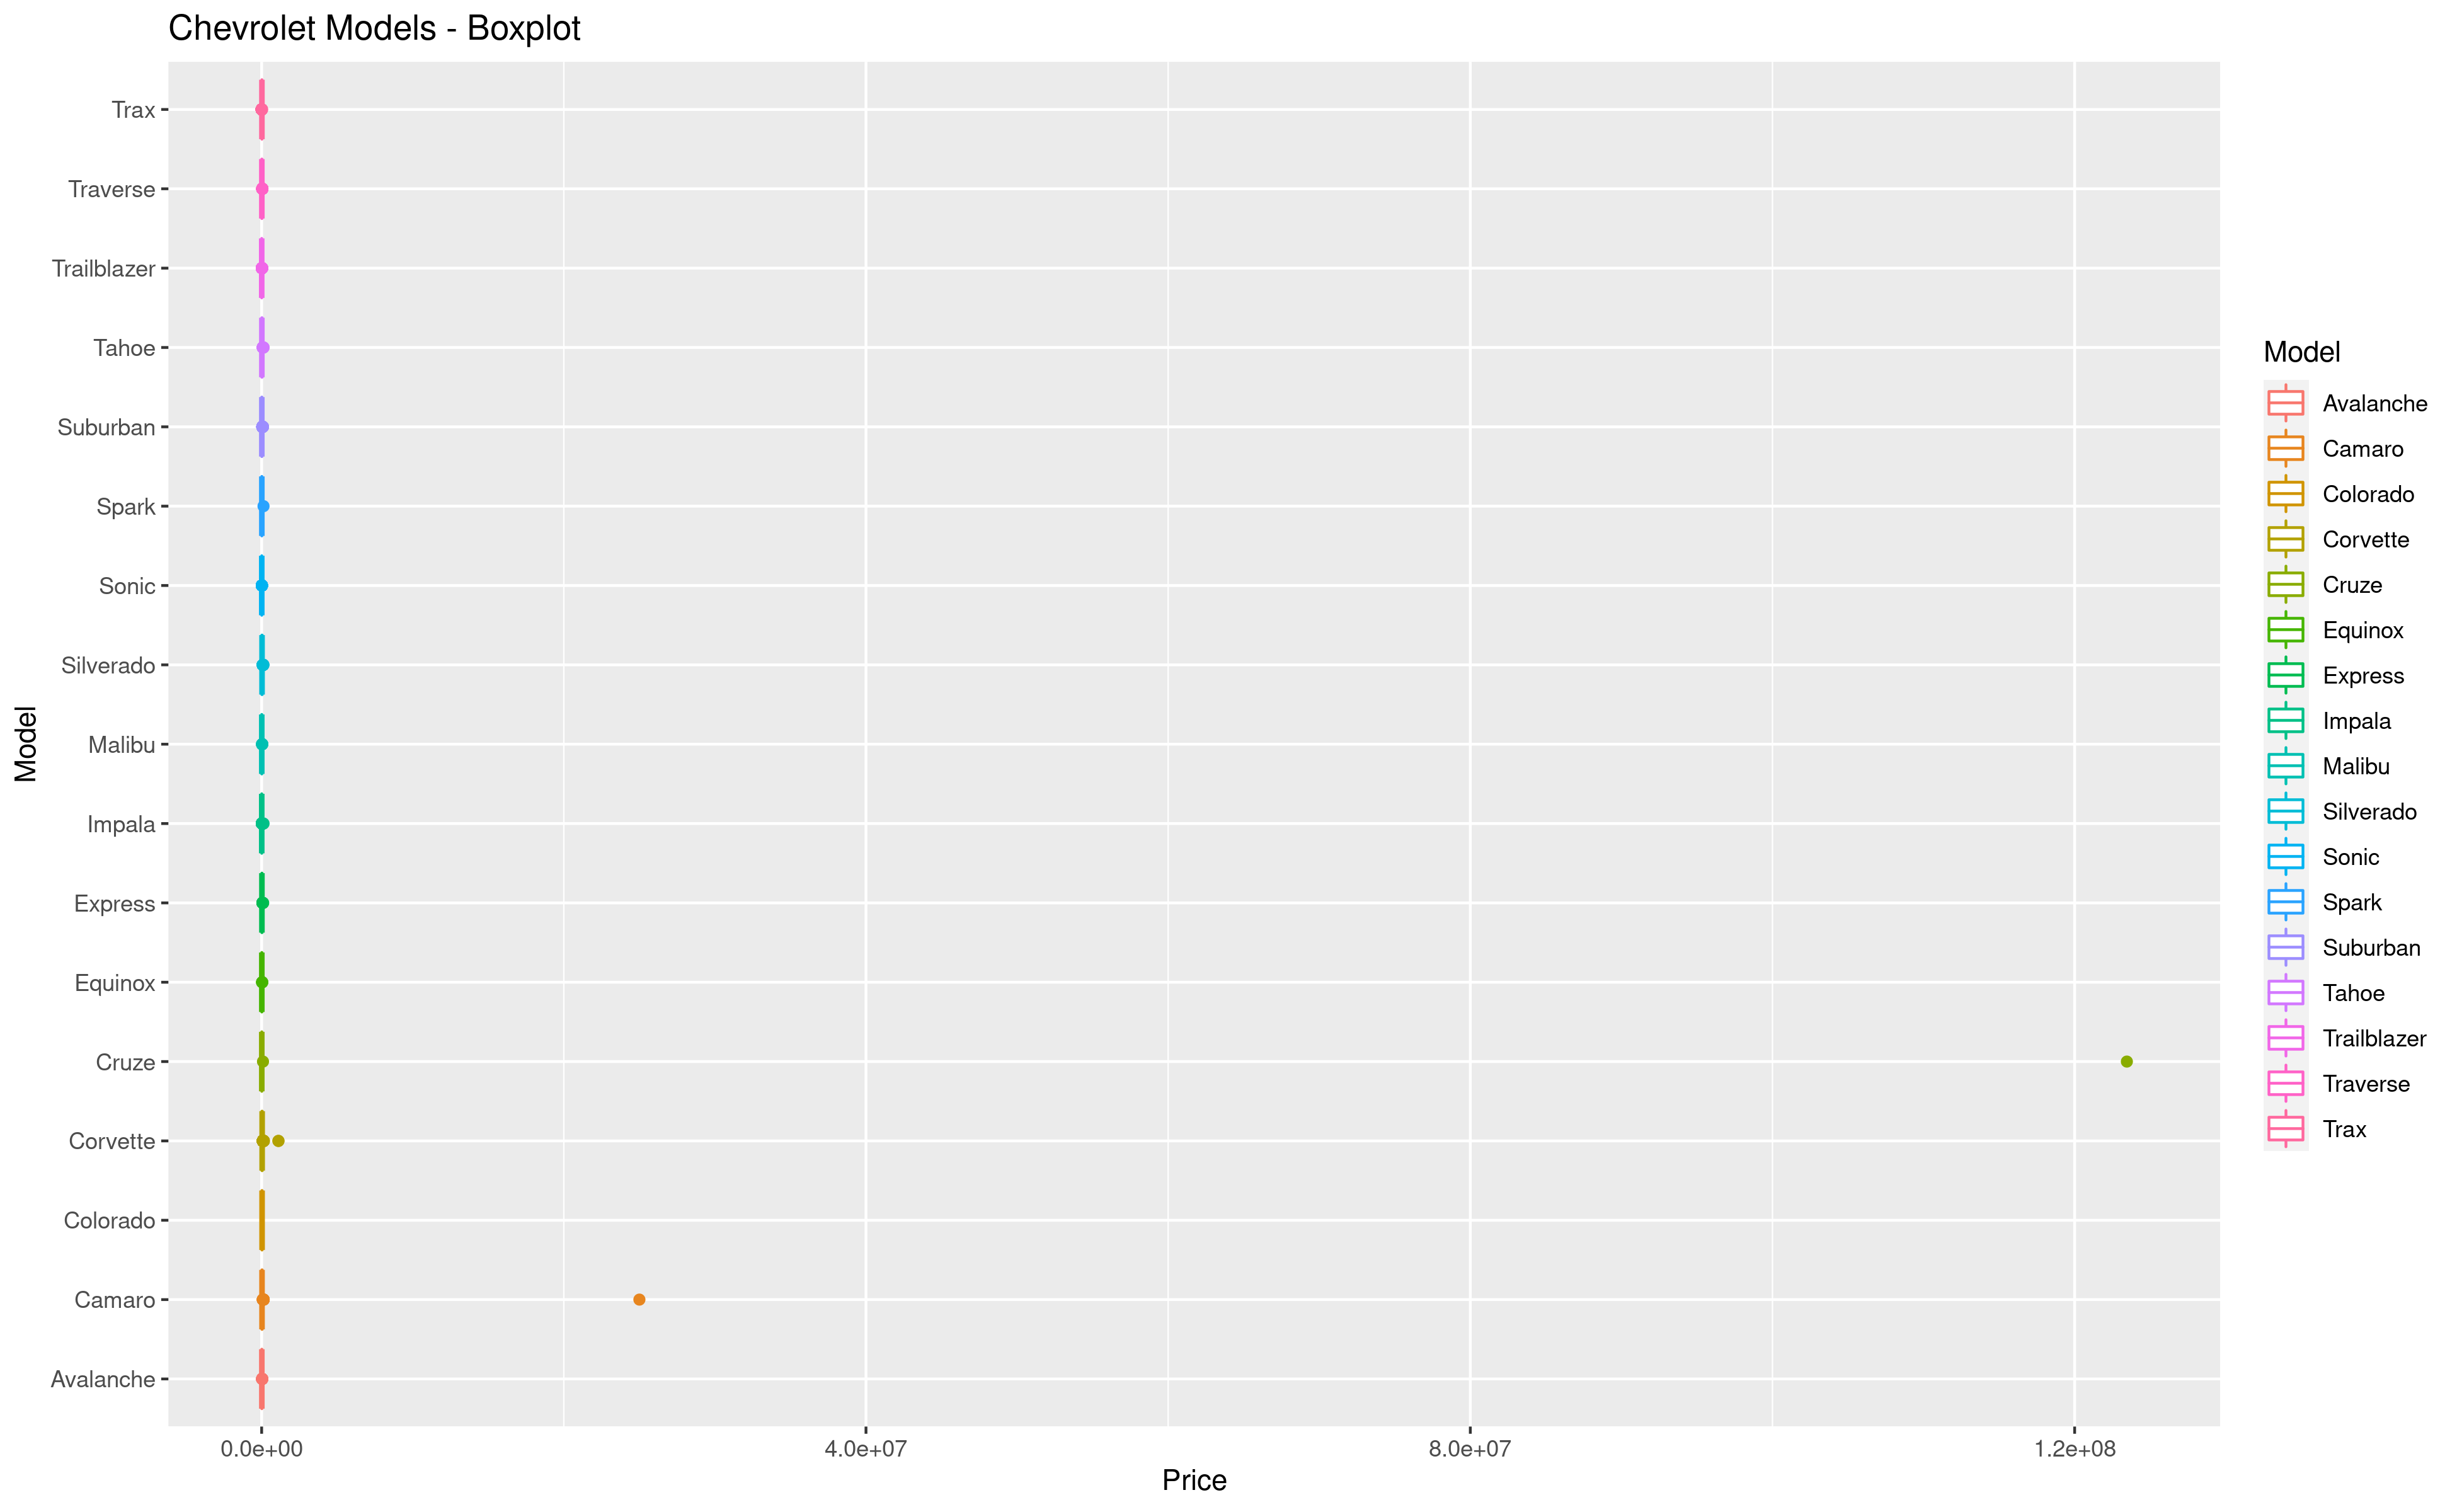 Chevrolet Models - Boxplot
Model
Trax
Traverse
Trailblazer
Tahoe
Suburban
Spark
Sonic
Silverado
Malibu
Impala
Express
Equinox
Cruze
Corvette
Colorado
Camaro
Avalanche
0.0e+00
4.0e+07
8.0e+07
1.2e+08
Price
Model
Avalanche
Camaro
Colorado
Corvette
Cruze
Equinox
Express
Impala
Malibu
Silverado
Sonic
Spark
Suburban
Tahoe
Trailblazer
Traverse
Trax